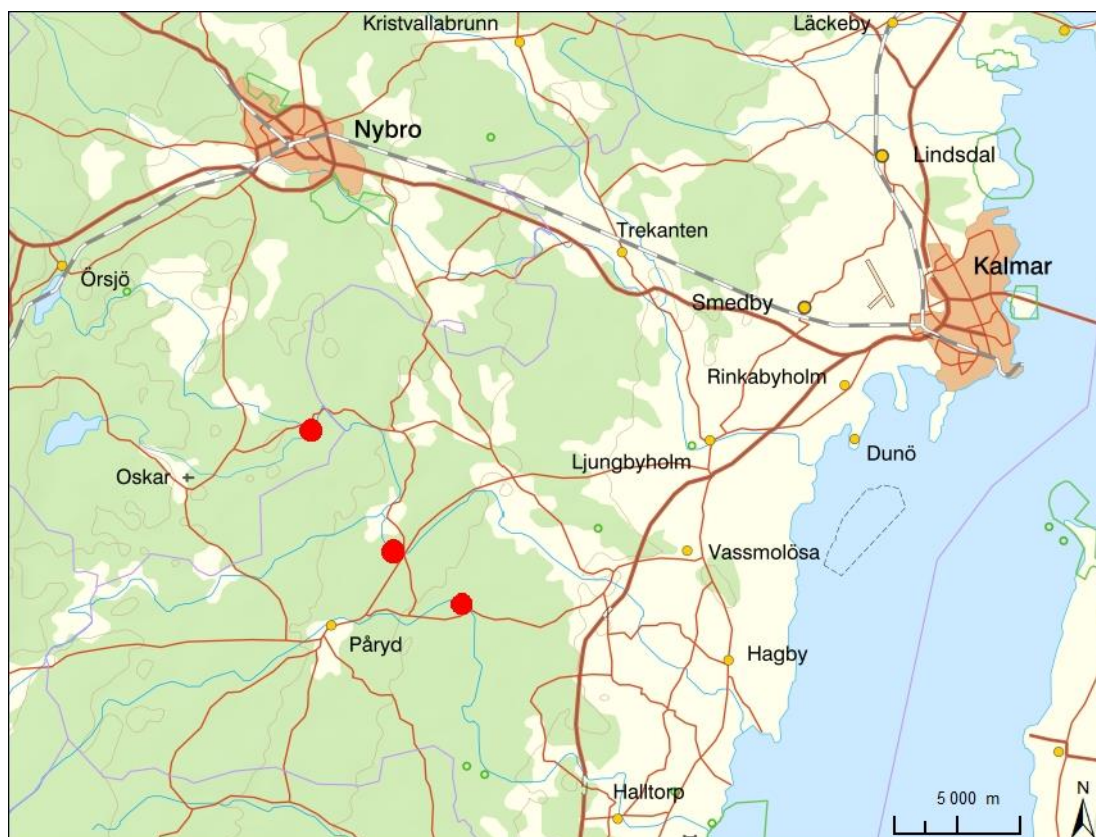 Kristvallabrunn
Läckeby
Nybro
Lindsdal
Trekanten
Kalmar
Örsjö
Smedby
Rinkabyholm
Dunö
Ljungbyholm
Oskar
Vassmolösa
Påryd
Hagby
Halltorp
5 000 m
N